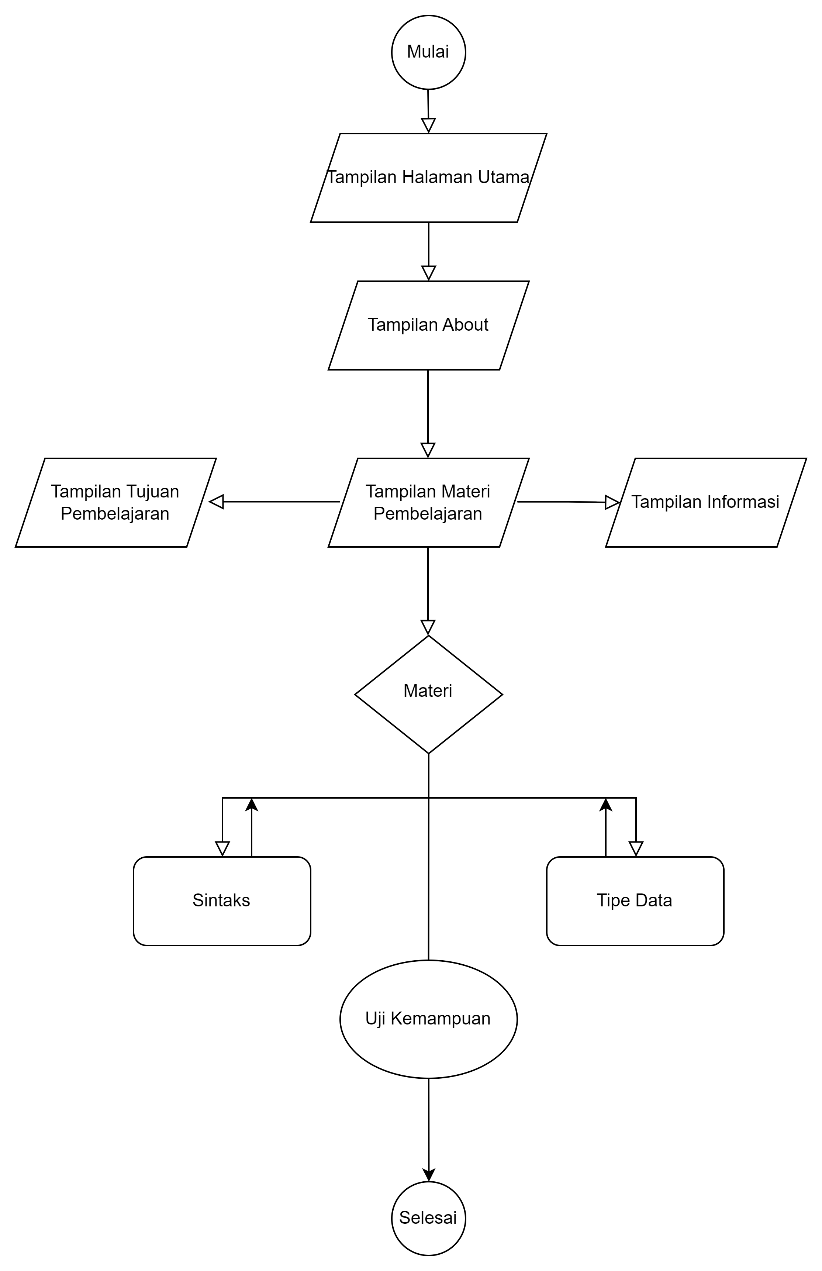 Mulai
Tampilan Halaman Utama
Tampilan About
Tampilan Tujuan
Pembelajaran
Tampilan Materi
Pembelajaran
Tampilan Informasi
Materi
Sintaks
Tipe Data
Uji Kemampuan
Selesai